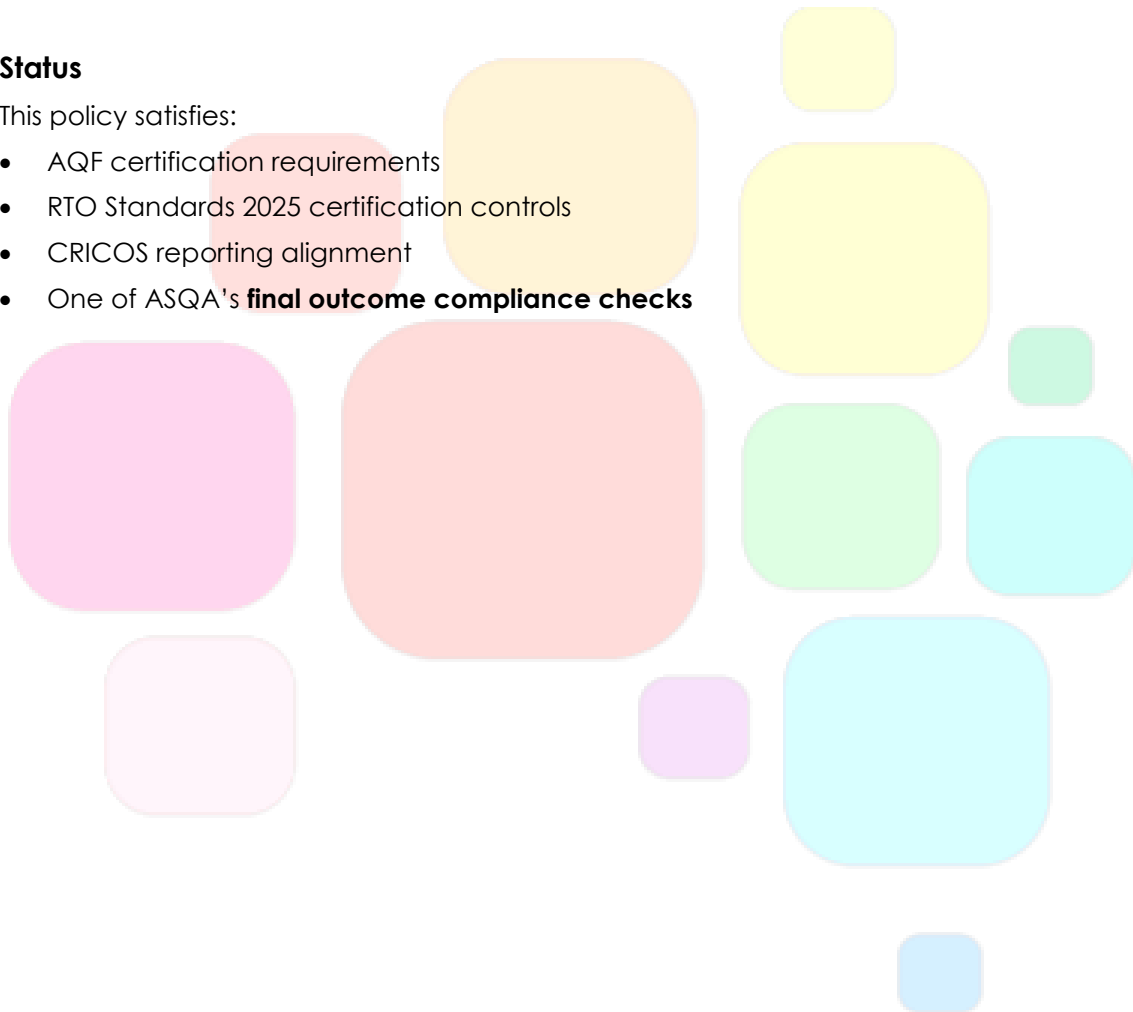 Status
This policy satisfies:
• AQF certification requirements
• RTO Standards 2025 certification controls
• CRICOS reporting alignment
• One of ASQA’s final outcome compliance checks